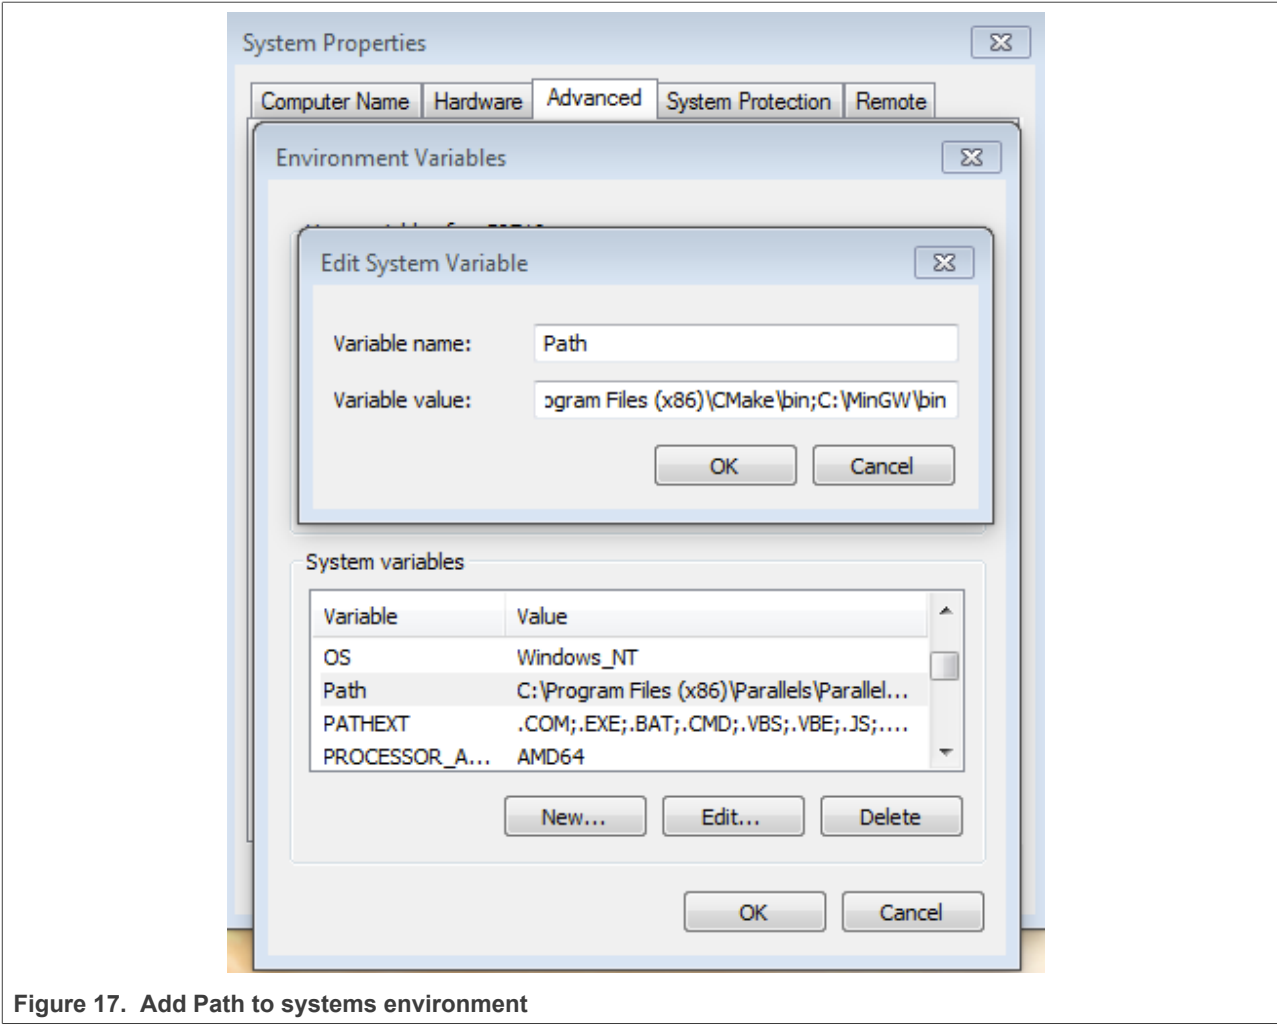 System Properties
Computer Name Hardware Advanced System Protection Remote
Environment Variables
Edit System Variable
Variable name: Path
Variable value: ogram Files (x86)\CMake\bin;C:\MinGW\bin
OK Cancel
System variables
Variable Value
OS Windows_NT
Path C:\Program Files (x86)\Parallels\Parallel...
PATHEXT .COM;.EXE;.BAT;.CMD;.VBS;.VBE;.JS;....
PROCESSOR_A... AMD64
New... Edit... Delete
OK Cancel
Figure 17. Add Path to systems environment